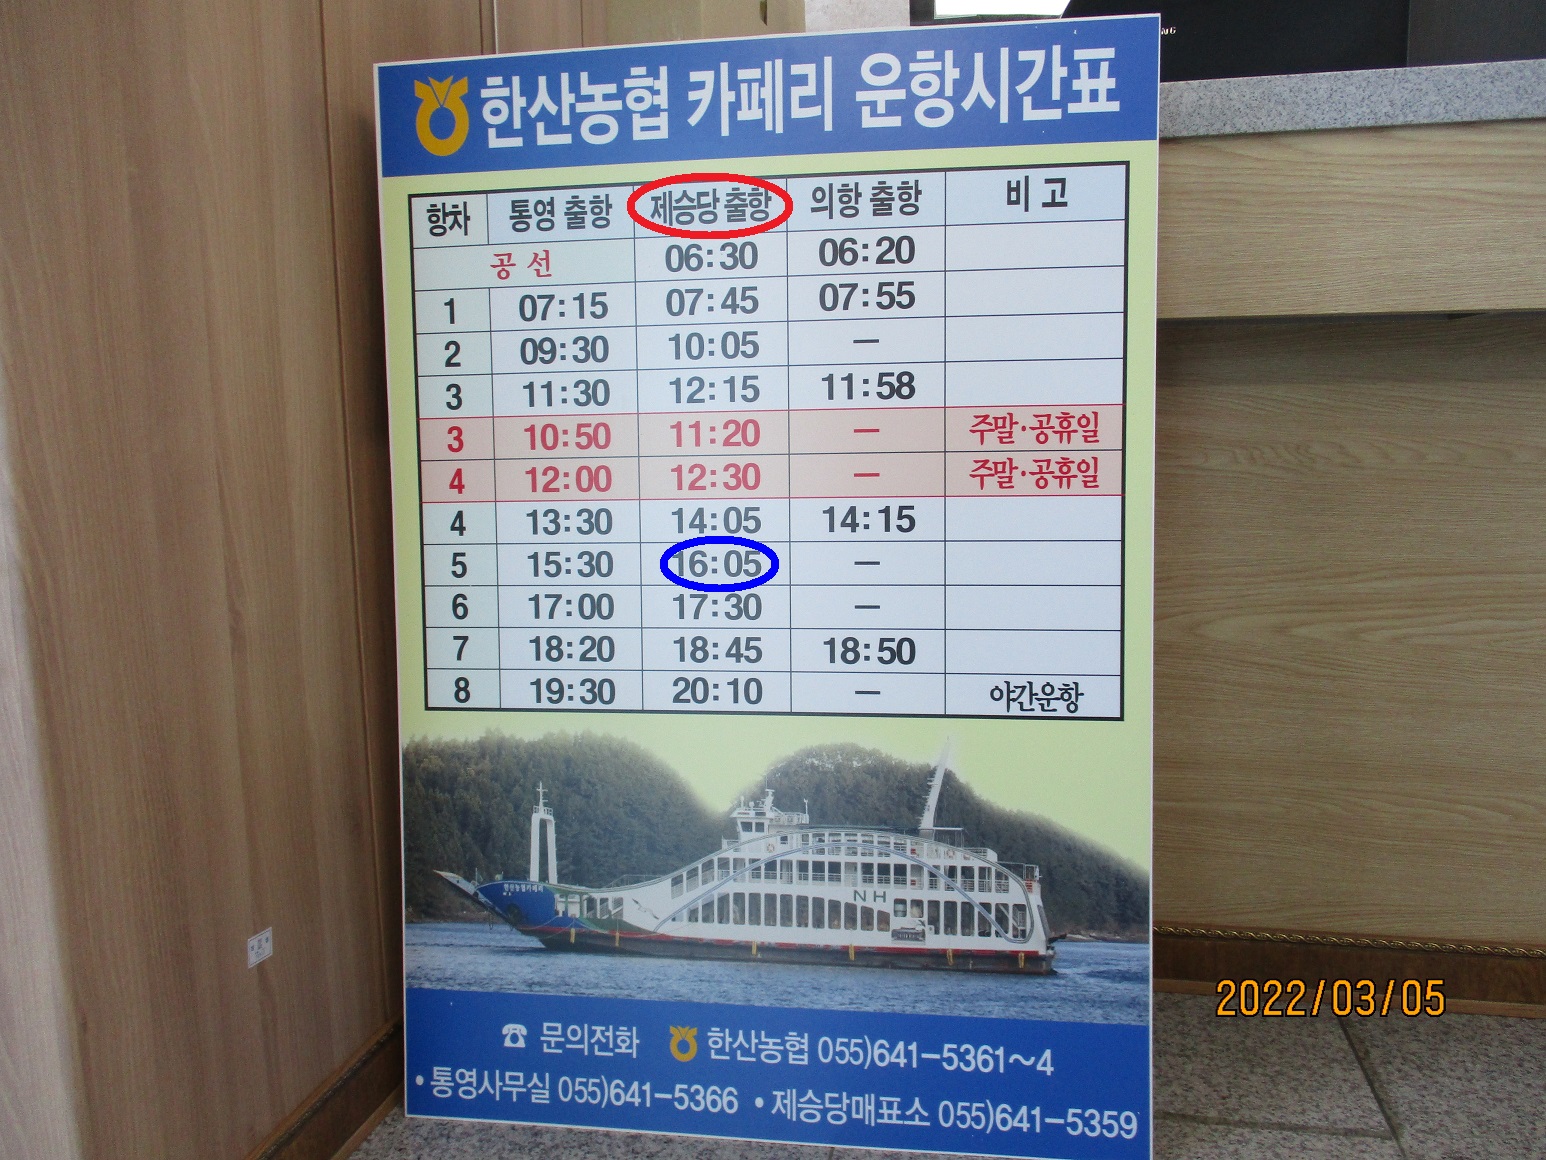 한산농협 카페리 운항시간표
항차 통영 출항 제승당 출항 의항 출항 비 고
공 선 06:30 06:20
1 07:15 07:45 07:55
2 09:30 10:05 –
3 11:30 12:15 11:58
3 10:50 11:20 – 주말·공휴일
4 12:00 12:30 – 주말·공휴일
4 13:30 14:05 14:15
5 15:30 16:05 –
6 17:00 17:30 –
7 18:20 18:45 18:50
8 19:30 20:10 – 야간운항
한산농협카페리
NH
☎ 문의전화 한산농협 055)641-5361~4
•통영사무실 055)641-5366 •제승당매표소 055)641-5359
2022/03/05